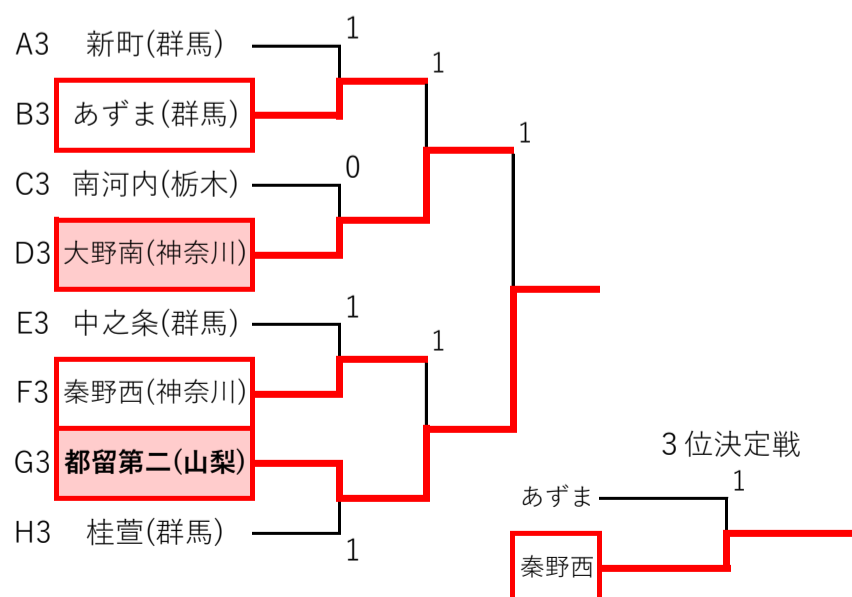 A3 新町(群馬) 1
1
B3 あずま(群馬)
1
C3 南河内(栃木) 0
D3 大野南(神奈川)
E3 中之条(群馬) 1
1
F3 秦野西(神奈川)
G3 都留第二(山梨)
H3 桂萱(群馬) 1
3位決定戦
あずま 1
秦野西